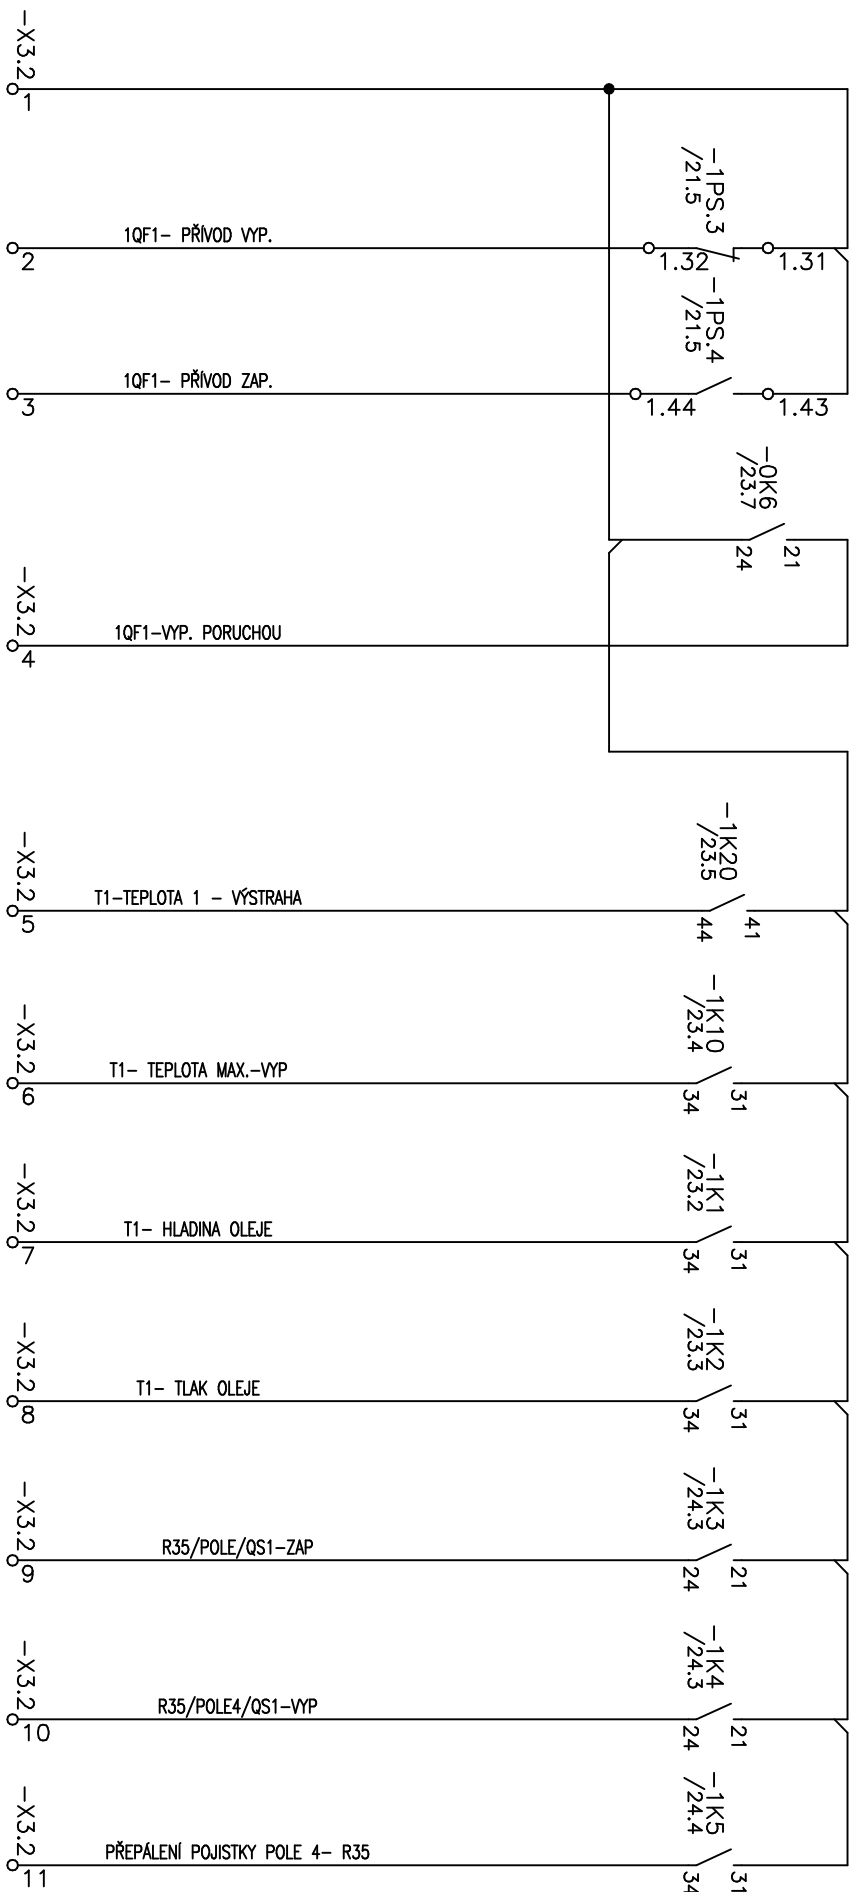 -X3.2
1
-1PS.3
/21.5
1QF1- PŘÍVOD VYP.
2
1.32
1.31
-1PS.4
/21.5
1QF1- PŘÍVOD ZAP.
3
1.44
1.43
-0K6
/23.7
24
21
-X3.2
1QF1-VYP. PORUCHOU
4
-1K20
/23.5
-X3.2
T1-TEPLOTA 1 - VÝSTRAHA
5
44
41
-1K10
/23.4
-X3.2
T1- TEPLOTA MAX.-VYP
6
34
31
-1K1
/23.2
-X3.2
T1- HLADINA OLEJE
7
34
31
-1K2
/23.3
-X3.2
T1- TLAK OLEJE
8
34
31
-1K3
/24.3
-X3.2
R35/POLE/QS1-ZAP
9
24
21
-1K4
/24.3
-X3.2
R35/POLE4/QS1-VYP
10
24
21
-1K5
/24.4
-X3.2
PŘEPÁLENÍ POJISTKY POLE 4- R35
11
34
31